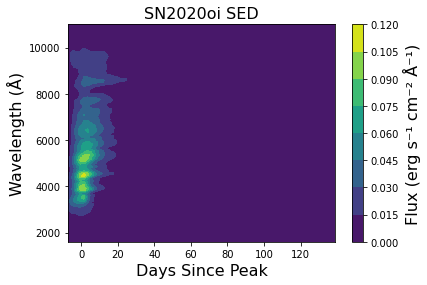 SN2020oi SED
10000
8000
6000
4000
2000
Wavelength (Å)
0 20 40 60 80 100 120
Days Since Peak
0.120
0.105
0.090
0.075
0.060
0.045
0.030
0.015
0.000
Flux (erg s⁻¹ cm⁻² Å⁻¹)